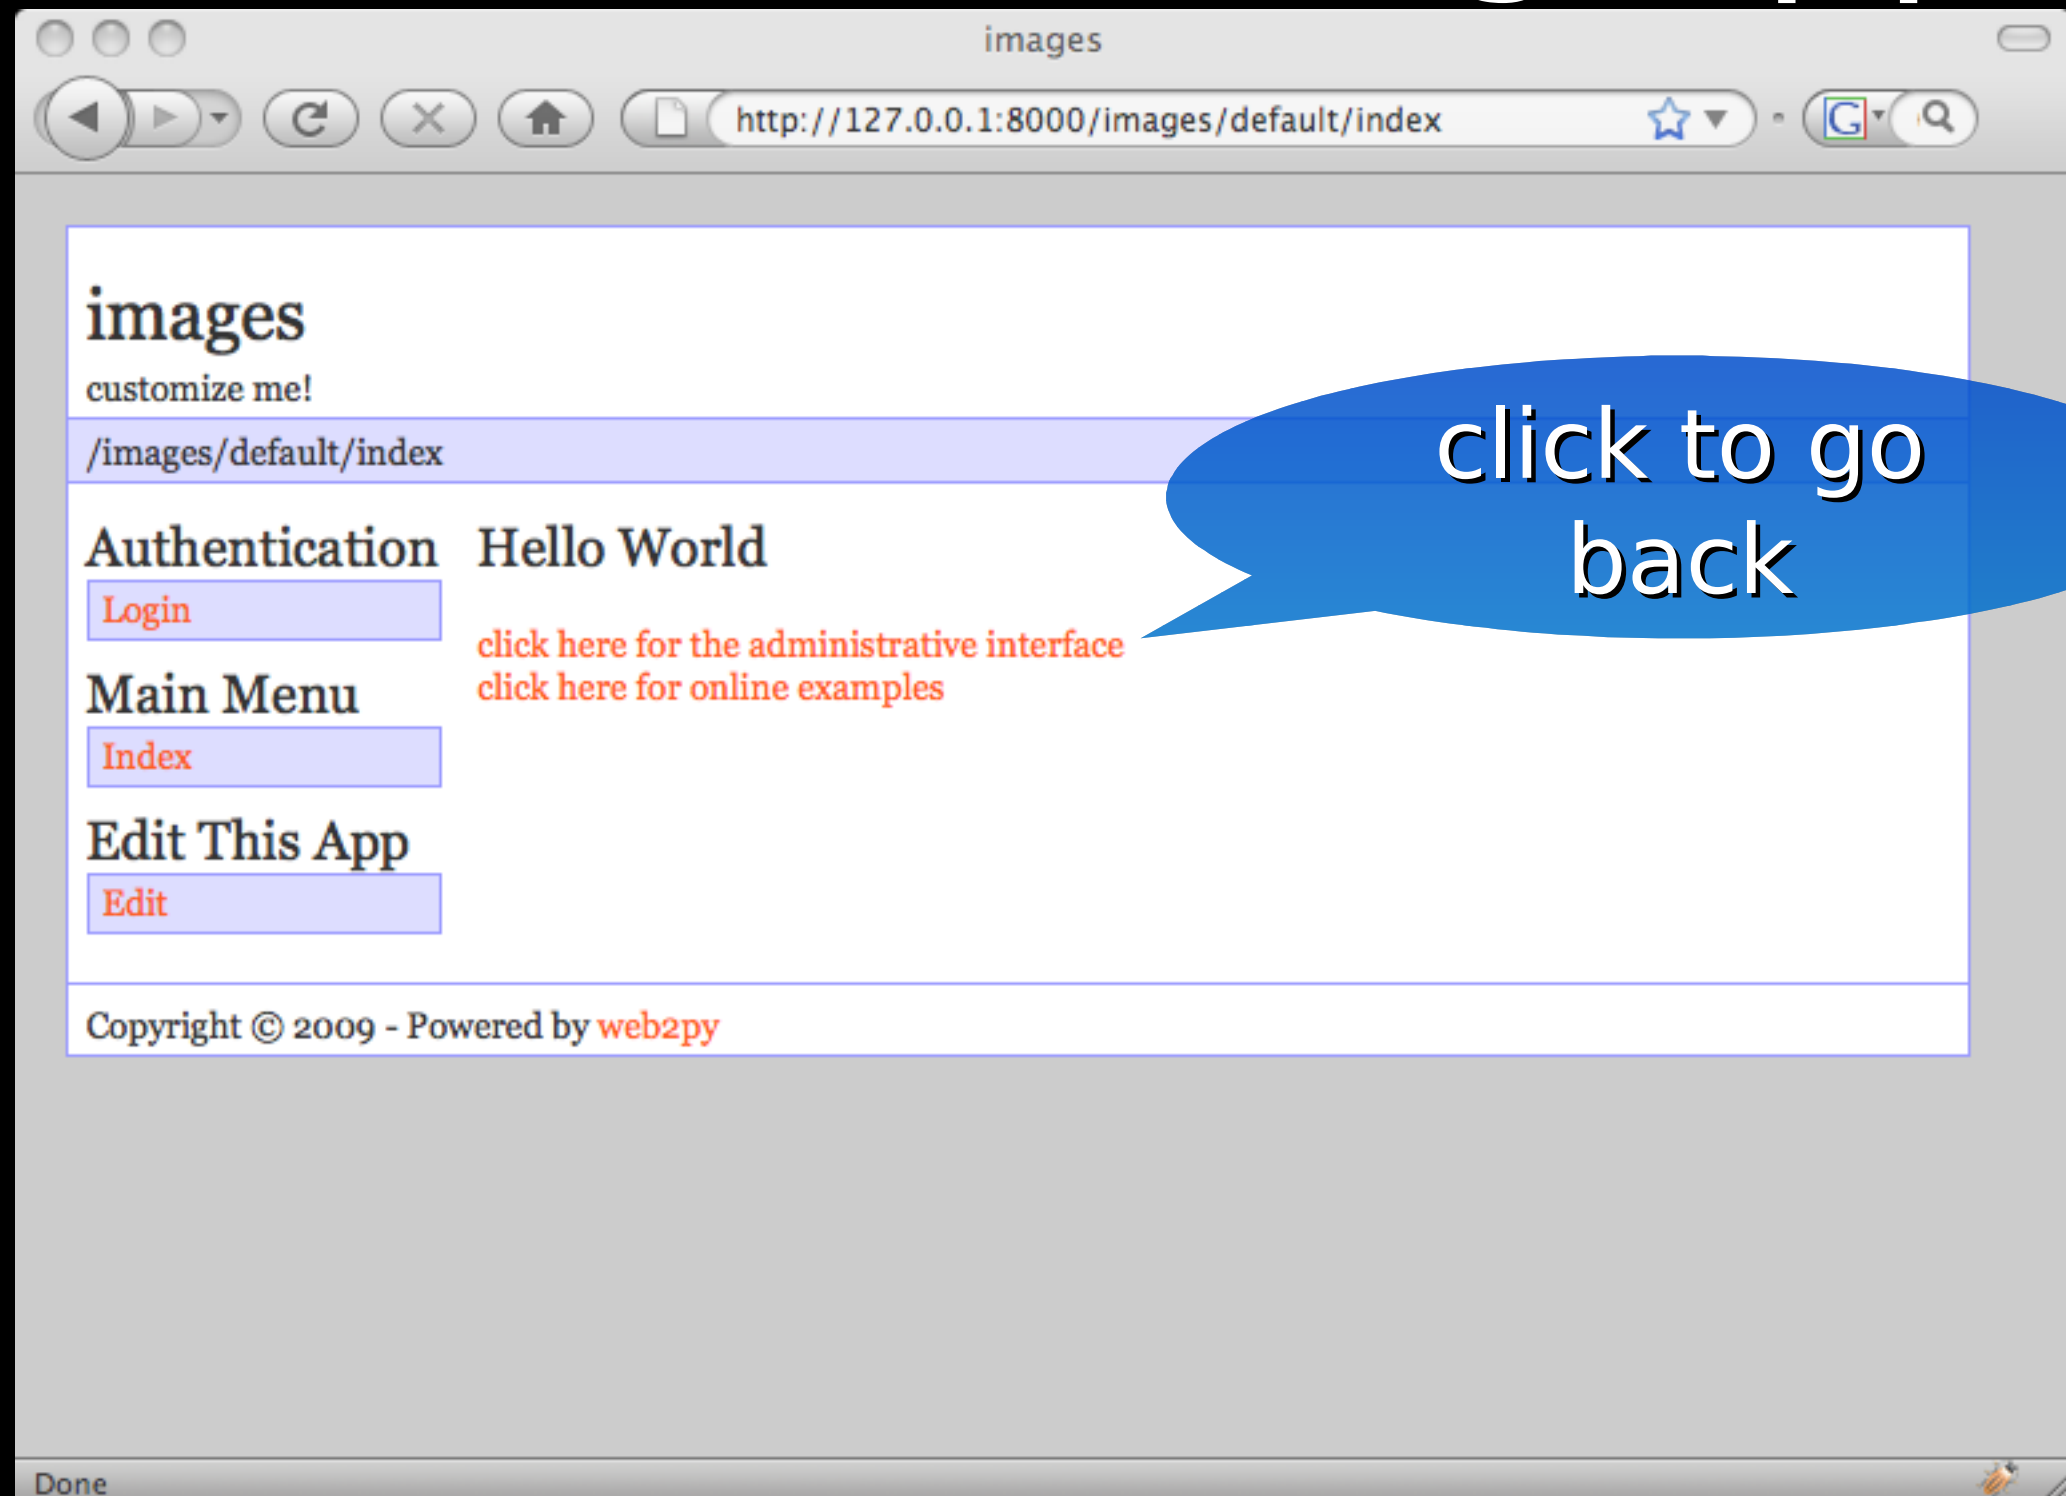 images
http://127.0.0.1:8000/images/default/index
G
images
customize me!
/images/default/index
click to go
back
Authentication
Hello World
Login
click here for the administrative interface
click here for online examples
Main Menu
Index
Edit This App
Edit
Copyright © 2009 - Powered by web2py
Done